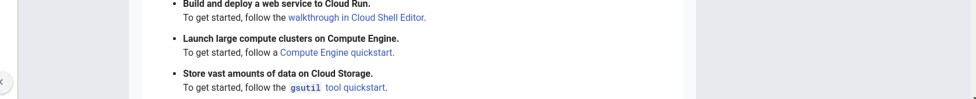 Build and deploy a web service to Cloud Run.
To get started, follow the walkthrough in Cloud Shell Editor.
Launch large compute clusters on Compute Engine.
To get started, follow a Compute Engine quickstart.
Store vast amounts of data on Cloud Storage.
To get started, follow the gsutil tool quickstart.